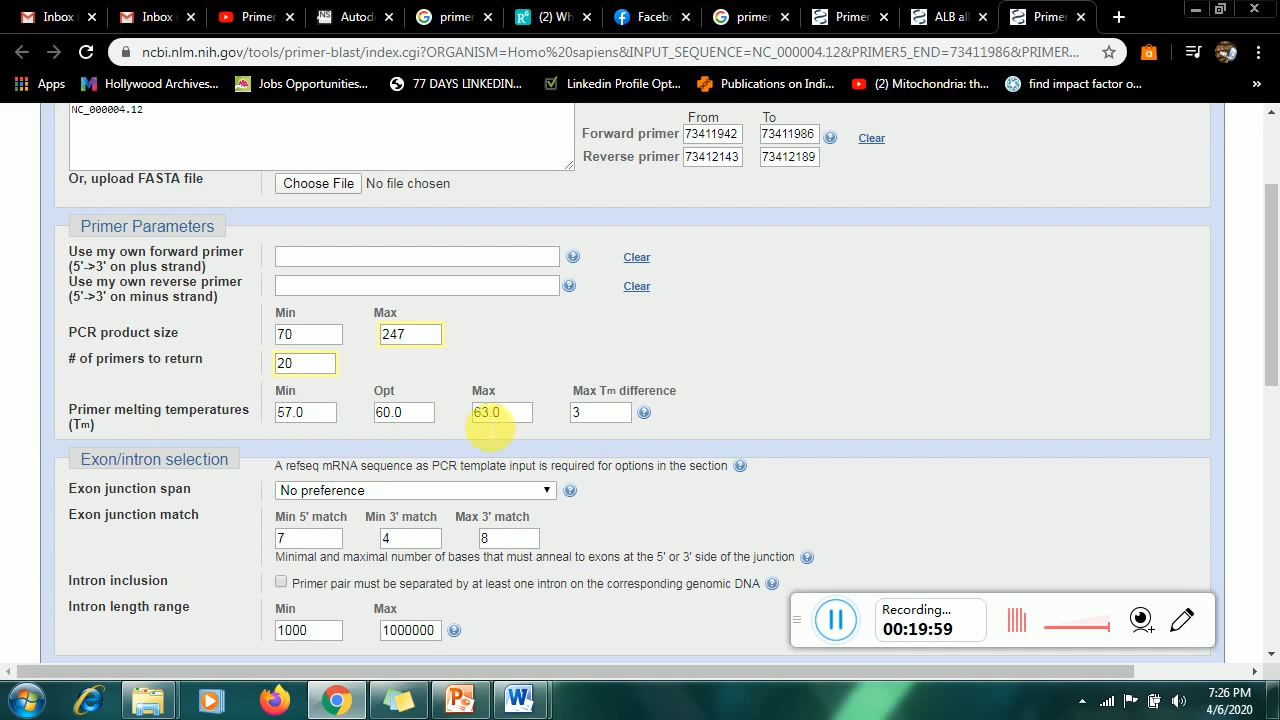 Inbox (
Inbox (
Primer
Autod
primer
(2) Wh
Facebo
primer
Primer
ALB all
Primer
ncbi.nlm.nih.gov/tools/primer-blast/index.cgi?ORGANISM=Homo%20sapiens&INPUT_SEQUENCE=NC_000004.12&PRIMER5_END=73411986&PRIMER...
Apps
Hollywood Archives...
Jobs Opportunities...
77 DAYS LINKEDIN...
Linkedin Profile Opt...
Publications in Indi...
(2) Mitochondria: th...
find impact factor o...
»
NC_000004.12
From
To
Forward primer
73411942
73411986
Clear
Reverse primer
73412143
73412189
Or, upload FASTA file
Choose File
No file chosen
Primer Parameters
Use my own forward primer
(5'->3' on plus strand)
Clear
Use my own reverse primer
(5'->3' on minus strand)
Clear
Min
Max
PCR product size
70
247
# of primers to return
20
Min
Opt
Max
Max Tm difference
Primer melting temperatures
(Tm)
57.0
60.0
63.0
3
Exon/intron selection
A refseq mRNA sequence as PCR template input is required for options in the section
Exon junction span
No preference
Exon junction match
Min 5' match
Min 3' match
Max 3' match
7
4
8
Minimal and maximal number of bases that must anneal to exons at the 5' or 3' side of the junction
Intron inclusion
Primer pair must be separated by at least one intron on the corresponding genomic DNA
Intron length range
Min
Max
1000
1000000
Recording...
00:19:59
7:26 PM
4/6/2020